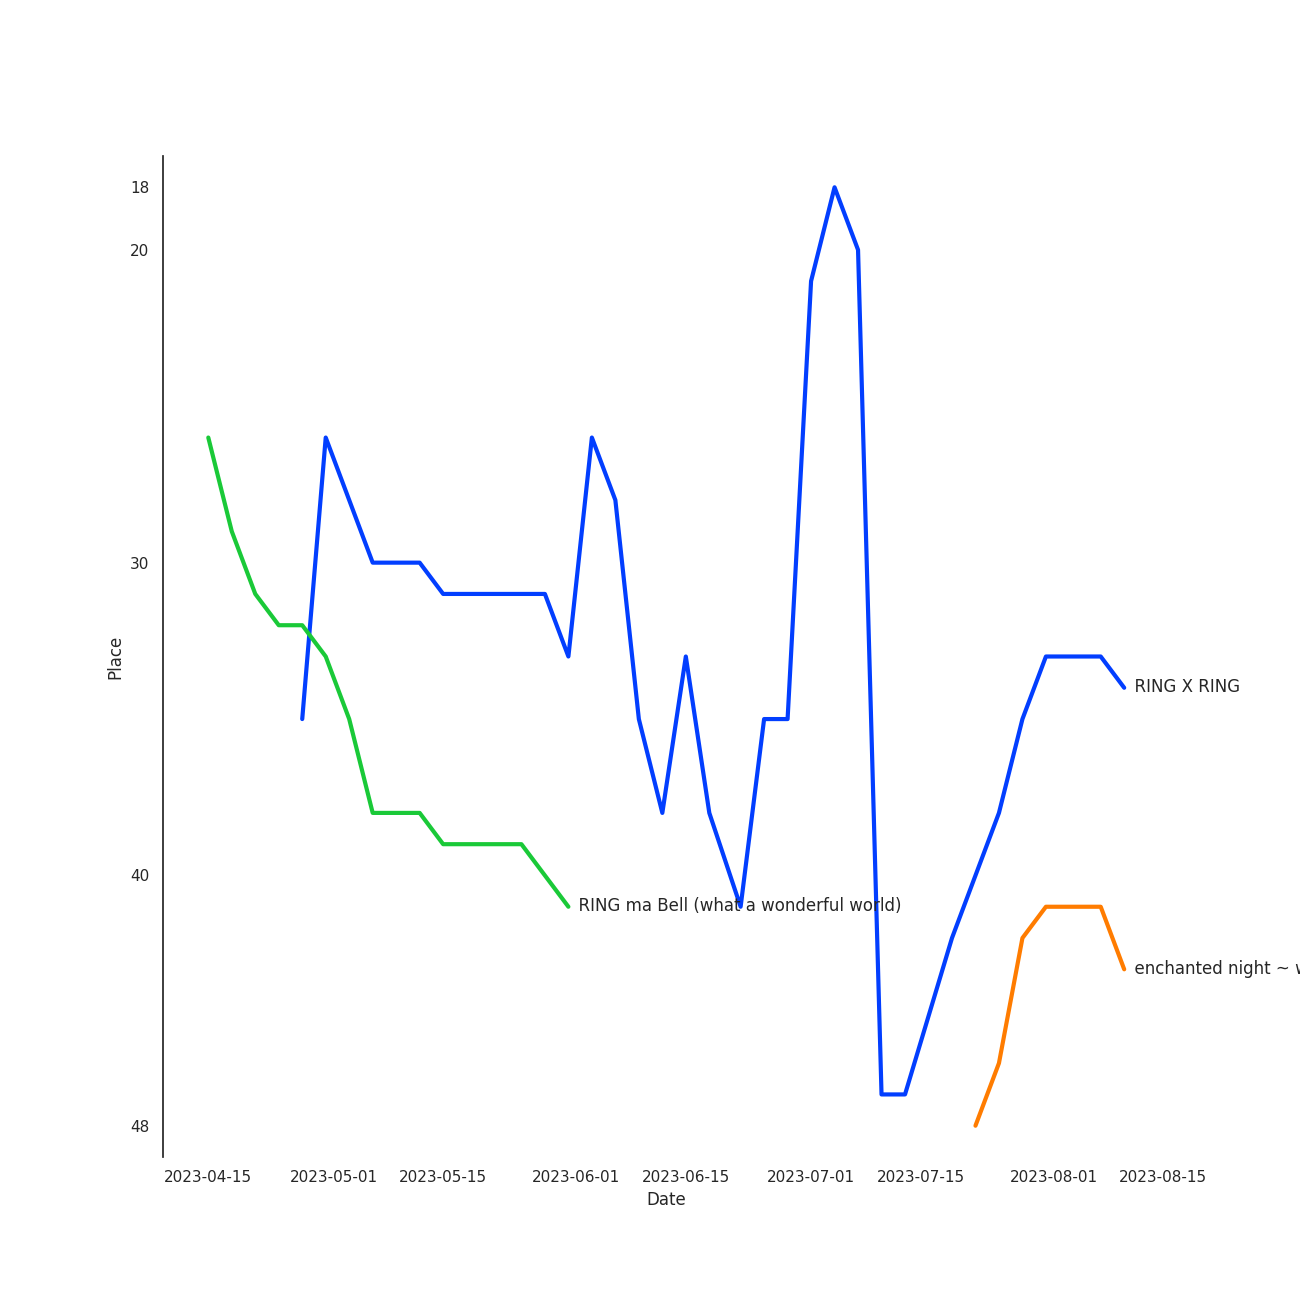 18
20
30
Place
RING X RING
40
RING ma Bell (what a wonderful world)
enchanted night ~
48
2023-04-15 2023-05-01 2023-05-15 2023-06-01 2023-06-15 2023-07-01 2023-07-15 2023-08-01 2023-08-15
Date